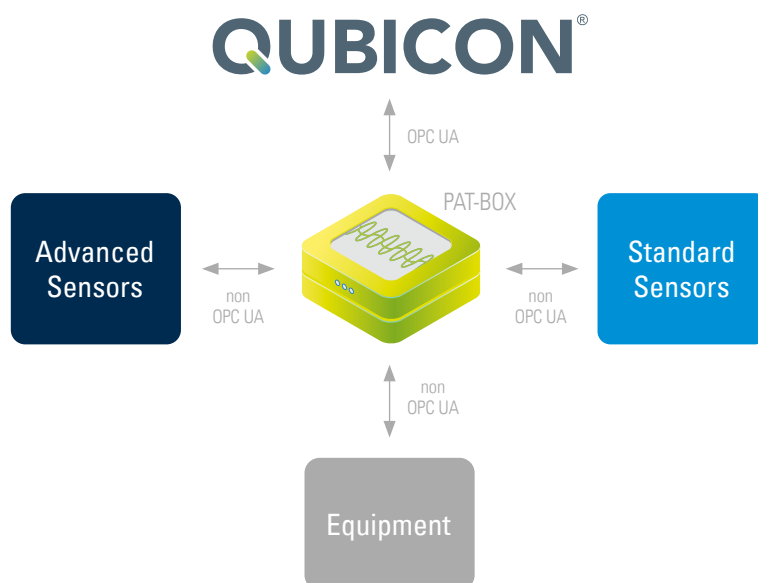 QUBICON®
OPC UA
PAT-BOX
Advanced
Sensors
non
OPC UA
non
OPC UA
Standard
Sensors
non
OPC UA
Equipment